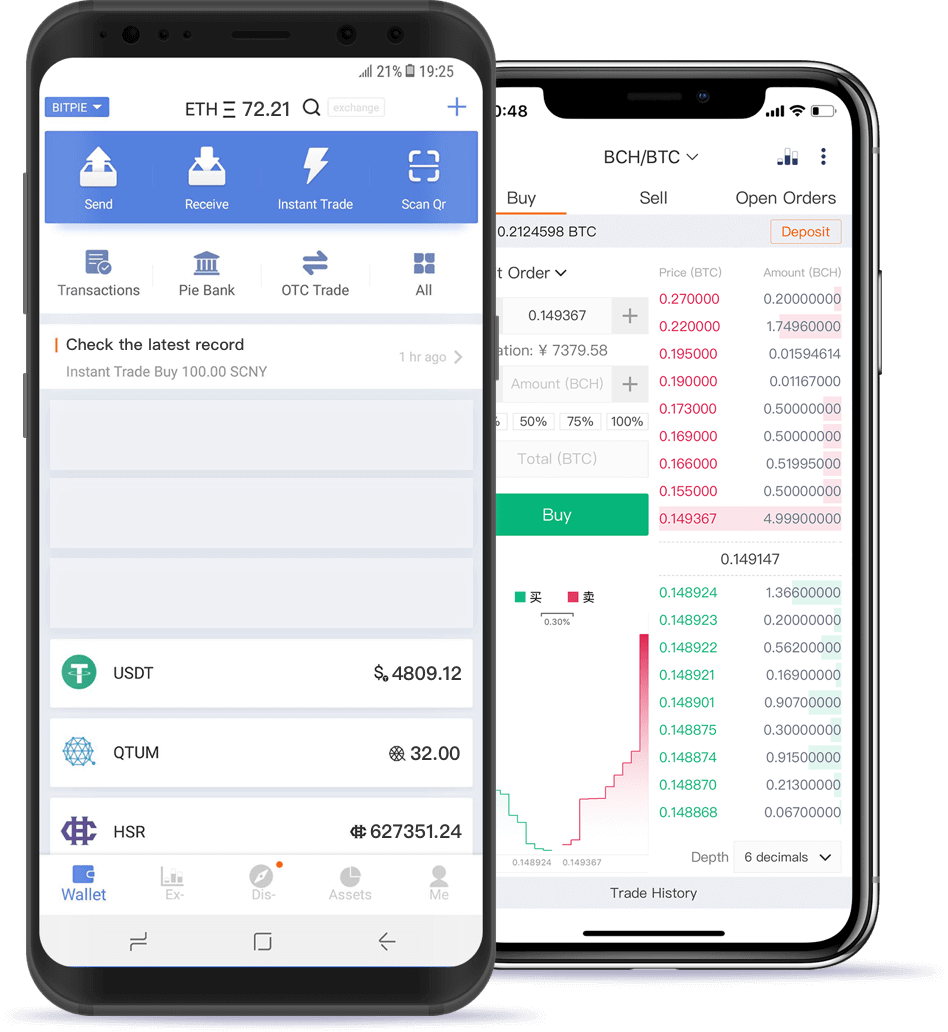 21% 19:25
BITPIE ETH Ξ 72.21 exchange
Send Receive Instant Trade Scan Qr
Transactions Pie Bank OTC Trade All
Check the latest record
1 hr ago
Instant Trade Buy 100.00 SCNY
USDT 4809.12
QTUM 32.00
HSR 627351.24
Wallet Ex- Dis- Assets Me
0:48
BCH/BTC
Buy Sell Open Orders
0.2124598 BTC Deposit
t Order
0.149367 +
ation: ¥ 7379.58
Amount (BCH) +
% 50% 75% 100%
Total (BTC)
Buy
买 卖
0.30%
0.148924 0.149367
Price (BTC) Amount (BCH)
0.270000 0.20000000
0.220000 1.74960000
0.195000 0.01594614
0.190000 0.01167000
0.173000 0.50000000
0.169000 0.50000000
0.166000 0.51995000
0.155000 0.50000000
0.149367 4.99900000
0.149147
0.148924 1.36600000
0.148923 0.20000000
0.148922 0.56200000
0.148921 0.16900000
0.148901 0.90700000
0.148875 0.30000000
0.148874 0.91500000
0.148870 0.21300000
0.148868 0.06700000
Depth 6 decimals
Trade History